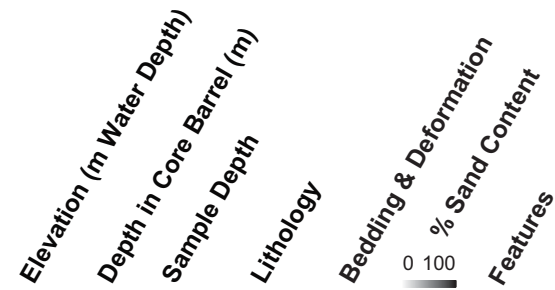 Elevation (m Water Depth)
Depth in Core Barrel (m)
Sample Depth
Lithology
Bedding & Deformation
% Sand Content
0 100
Features